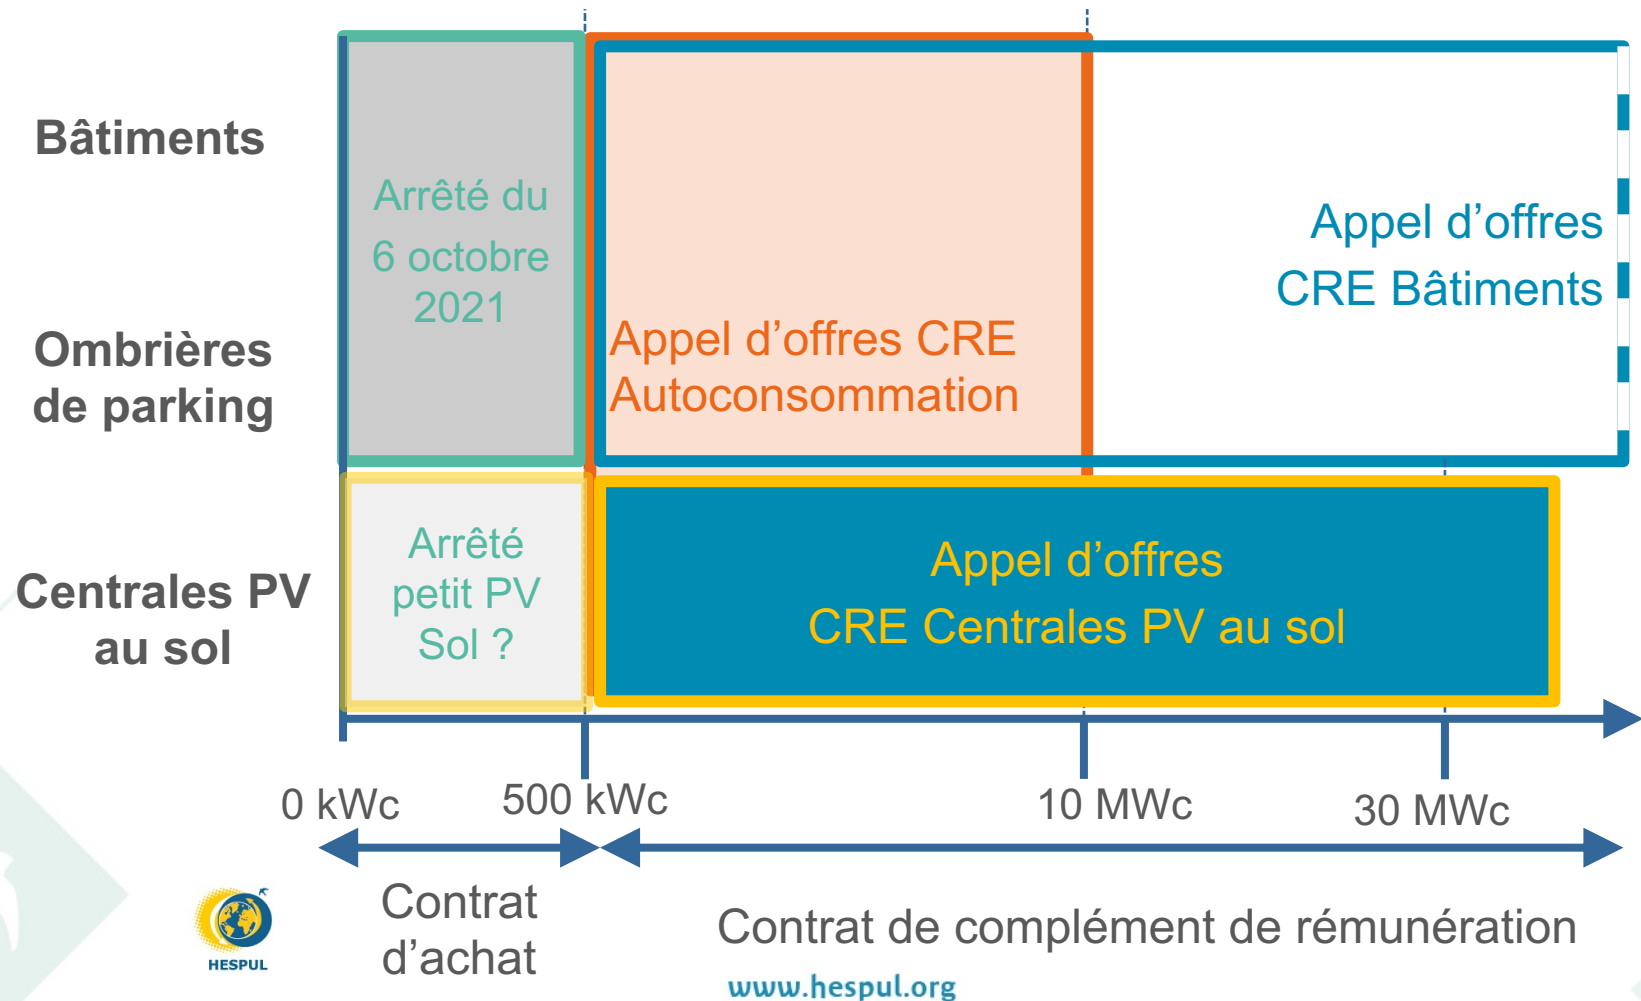 Bâtiments
Ombrières
de parking
Centrales PV
au sol
Arrêté du
6 octobre
2021
Appel d’offres CRE
Autoconsommation
Appel d’offres
CRE Bâtiments
Arrêté
petit PV
Sol ?
Appel d’offres
CRE Centrales PV au sol
0 kWc
500 kWc
10 MWc
30 MWc
Contrat
d’achat
Contrat de complément de rémunération
HESPUL
www.hespul.org